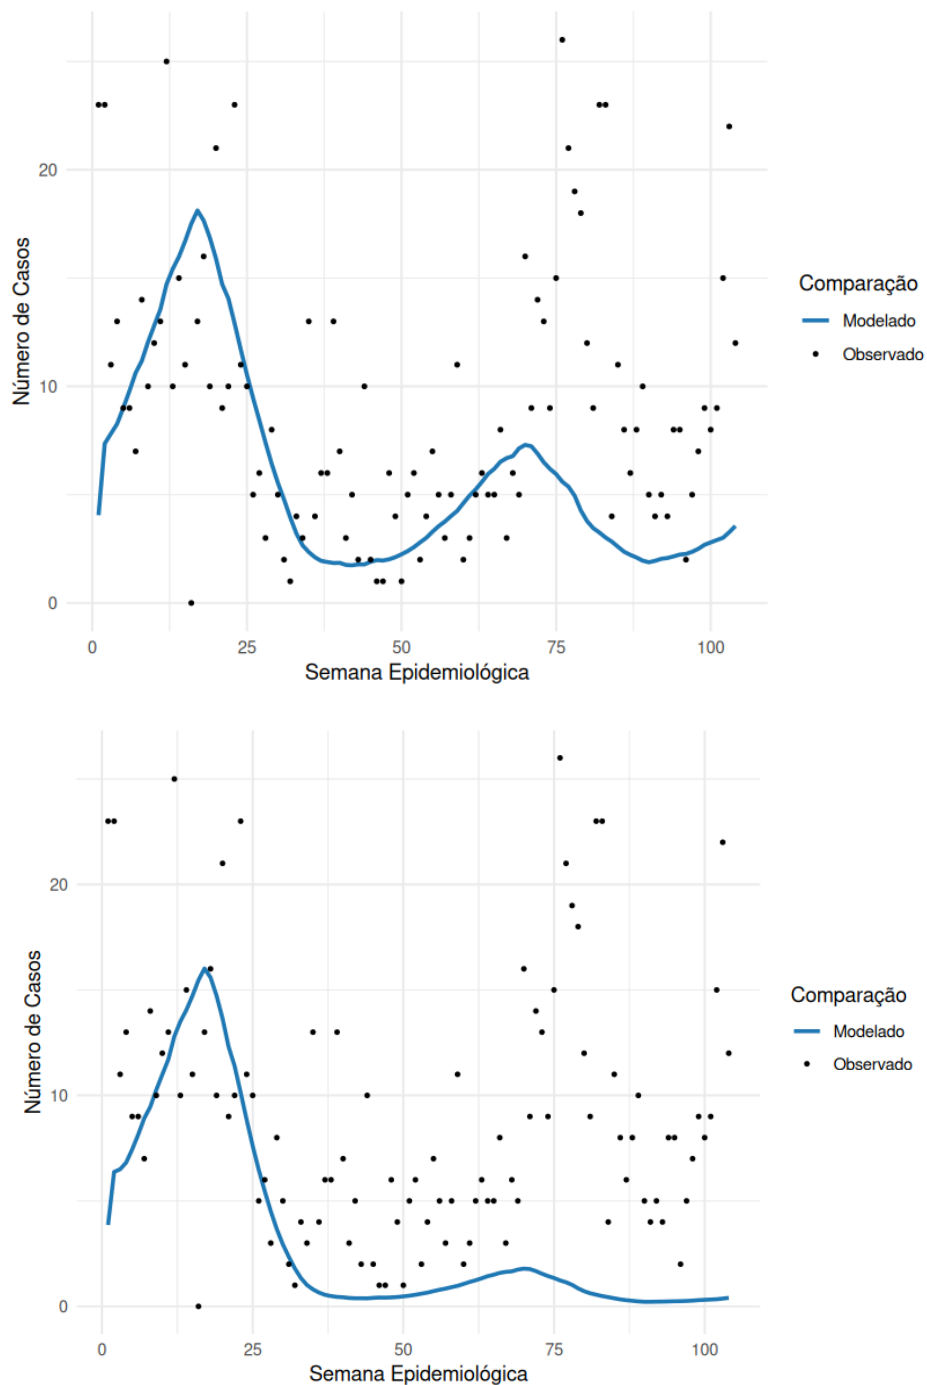 20
10
0
Número de Casos
0 25 50 75 100
Semana Epidemiológica
Comparação
Modelado
Observado
20
10
0
Número de Casos
0 25 50 75 100
Semana Epidemiológica
Comparação
Modelado
Observado